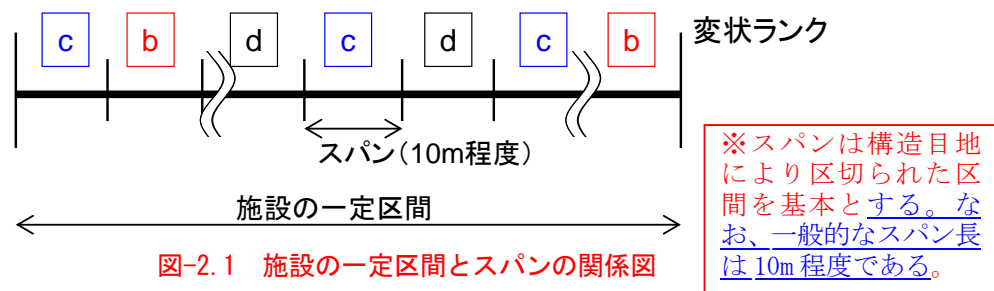 c b d c d c b 変状ランク
スパン(10m程度)
施設の一定区間
図-2.1 施設の一定区間とスパンの関係図
※スパンは構造目地
により区切られた区
間を基本とする。な
お、一般的なスパン長
は10m程度である。